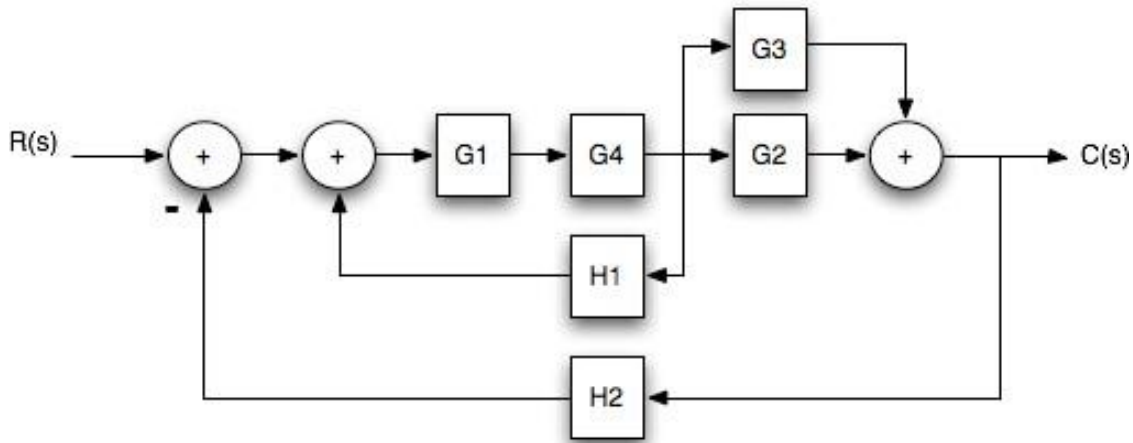 G3
R(s)
+
+
G1
G4
G2
+
C(s)
-
H1
H2